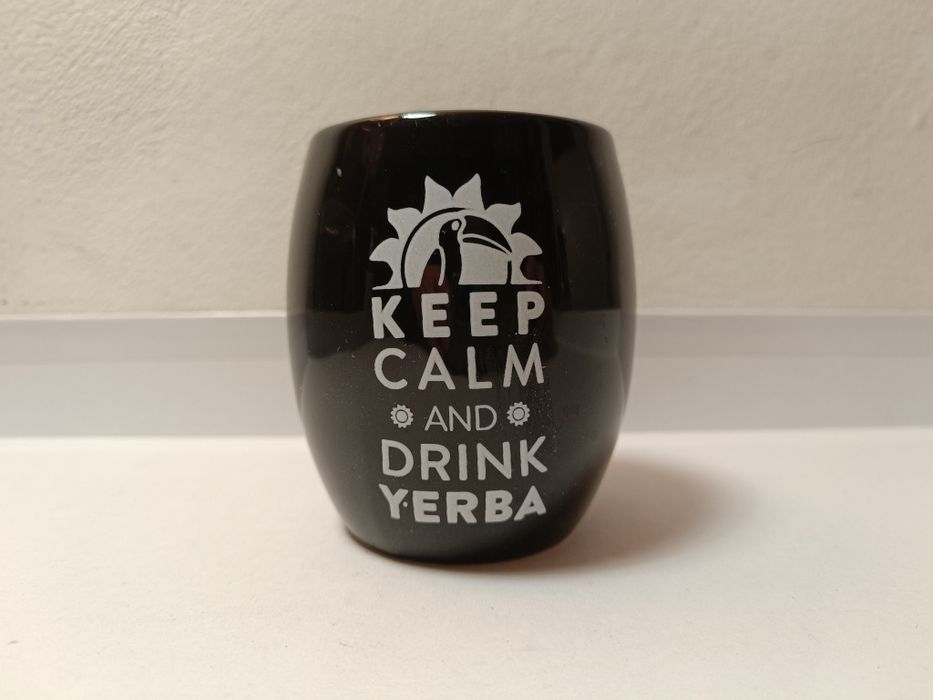 KEEP
CALM
AND
DRINK
YERBA